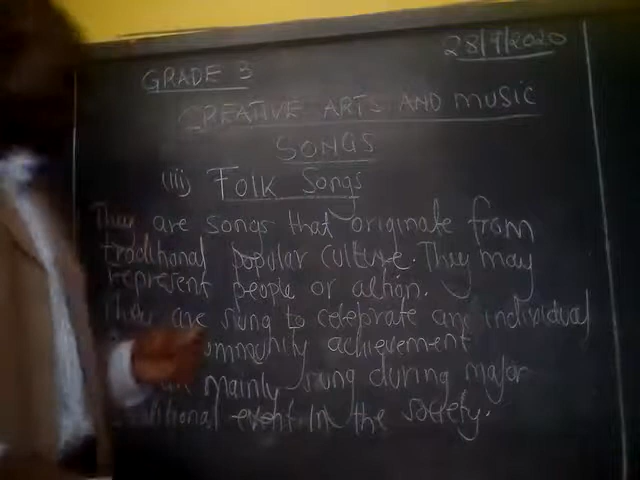 28/9/2020
GRADE 3
CREATIVE ARTS AND MUSIC
SONGS
(iii) Folk Songs
They are songs that originate from
traditional popular culture. They may
represent people or action.
They are sung to celebrate an individual
ommunity achievement
mainly sung during major
ditional event in the society.